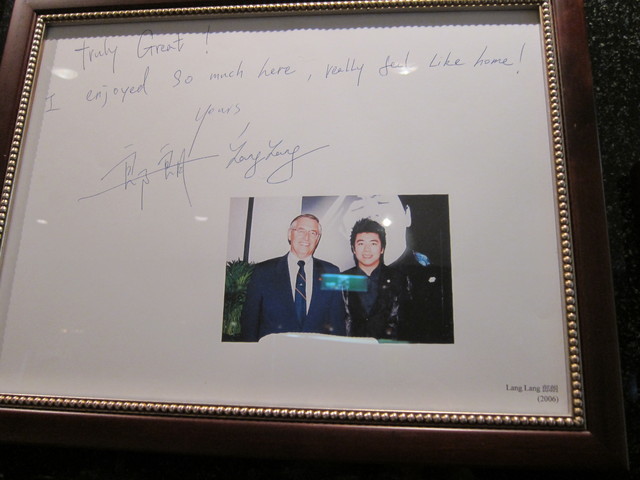 truly Great !
I enjoyed so much here, really feel like home!
yours
郎朗 Lang Lang
Lang Lang 郎朗
(2006)